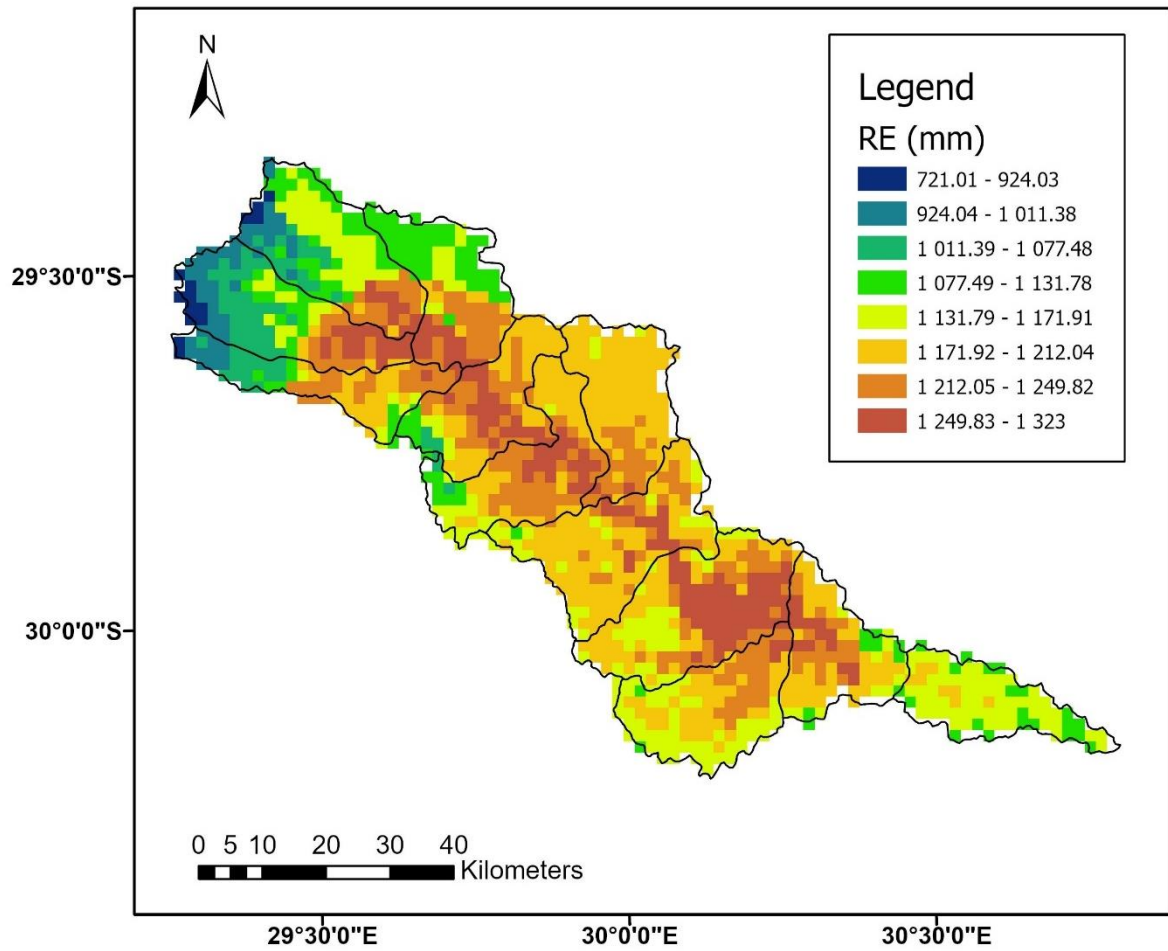 N
Legend
RE (mm)
721.01 - 924.03
924.04 - 1 011.38
1 011.39 - 1 077.48
1 077.49 - 1 131.78
1 131.79 - 1 171.91
1 171.92 - 1 212.04
1 212.05 - 1 249.82
1 249.83 - 1 323
29°30'0"S
30°0'0"S
0 5 10 20 30 40
Kilometers
29°30'0"E 30°0'0"E 30°30'0"E